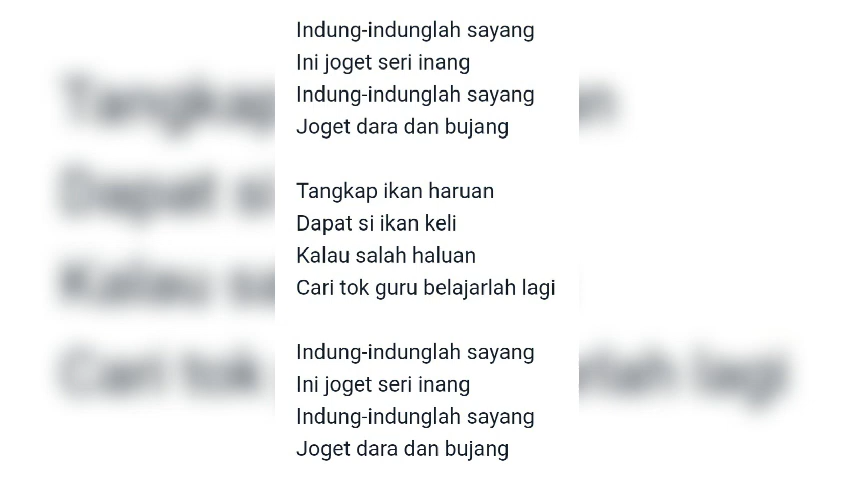 Indung-indunglah sayang
Ini joget seri inang
Indung-indunglah sayang
Joget dara dan bujang
Tangkap ikan haruan
Dapat si ikan keli
Kalau salah haluan
Cari tok guru belajarlah lagi
Indung-indunglah sayang
Ini joget seri inang
Indung-indunglah sayang
Joget dara dan bujang